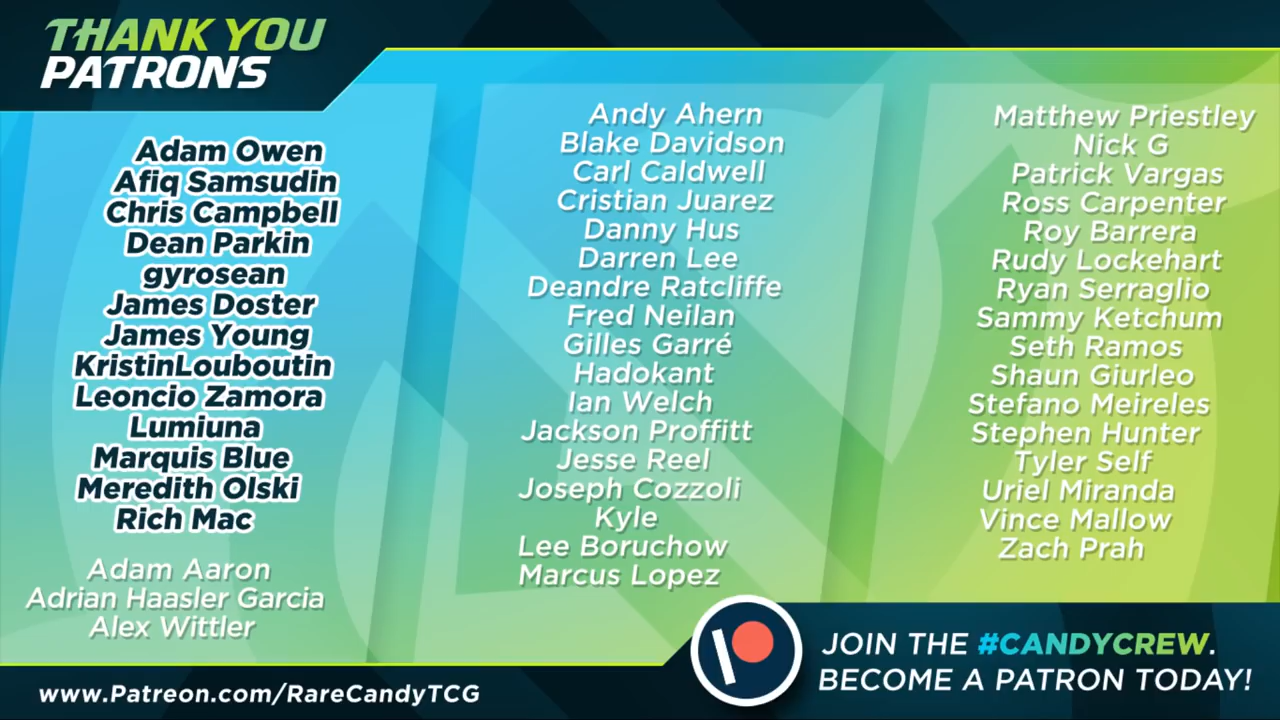 THANK YOU
PATRONS
Adam Owen
Afiq Samsudin
Chris Campbell
Dean Parkin
gyrosean
James Doster
James Young
KristinLouboutin
Leoncio Zamora
Lumiuna
Marquis Blue
Meredith Olski
Rich Mac
Adam Aaron
Adrian Haasler Garcia
Alex Wittler
Andy Ahern
Blake Davidson
Carl Caldwell
Cristian Juarez
Danny Hus
Darren Lee
Deandre Ratcliffe
Fred Neilan
Gilles Garré
Hadokant
Ian Welch
Jackson Proffitt
Jesse Reel
Joseph Cozzoli
Kyle
Lee Boruchow
Marcus Lopez
Matthew Priestley
Nick G
Patrick Vargas
Ross Carpenter
Roy Barrera
Rudy Lockehart
Ryan Serraglio
Sammy Ketchum
Seth Ramos
Shaun Giurleo
Stefano Meireles
Stephen Hunter
Tyler Self
Uriel Miranda
Vince Mallow
Zach Prah
www.Patreon.com/RareCandyTCG
JOIN THE #CANDYCREW.
BECOME A PATRON TODAY!